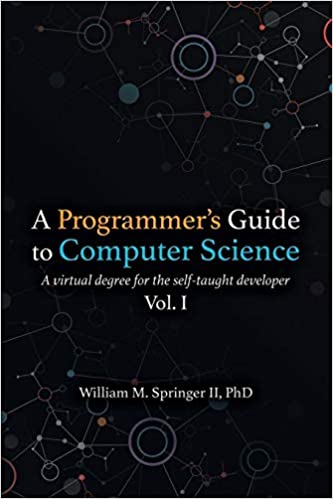 A Programmer's Guide
to Computer Science
A virtual degree for the self-taught developer
Vol. I
William M. Springer II, PhD